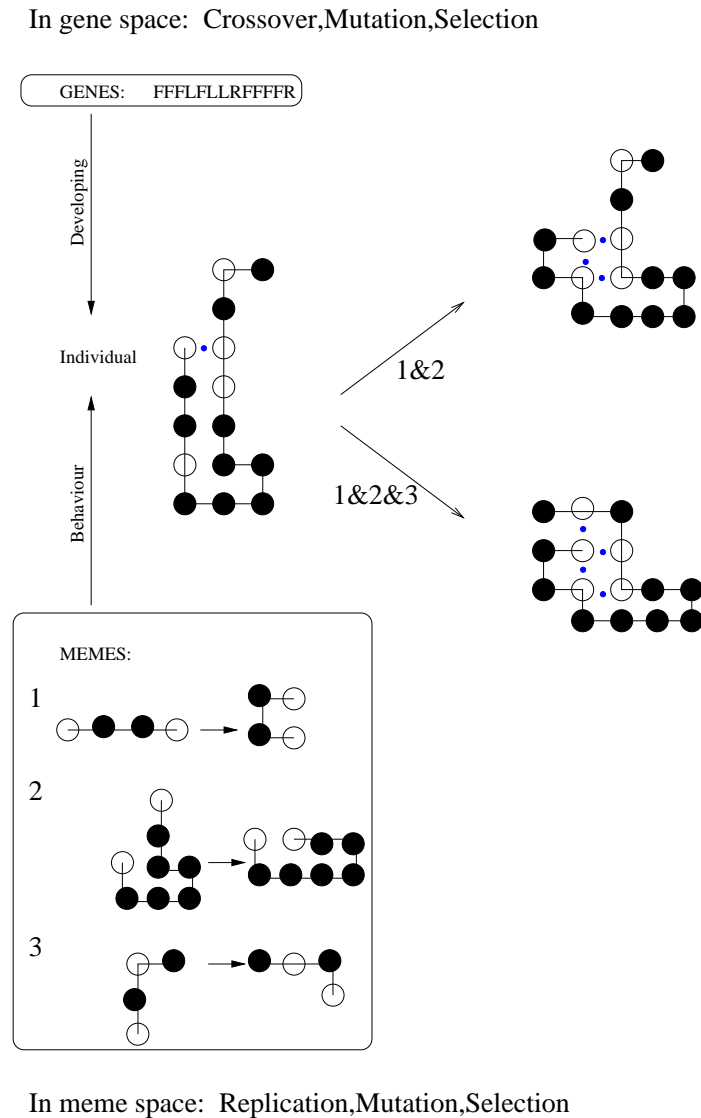 In gene space: Crossover,Mutation,Selection
GENES: FFFLFLLRFFFFR
Developing
Individual
Behaviour
1&2
1&2&3
MEMES:
1
2
3
In meme space: Replication,Mutation,Selection